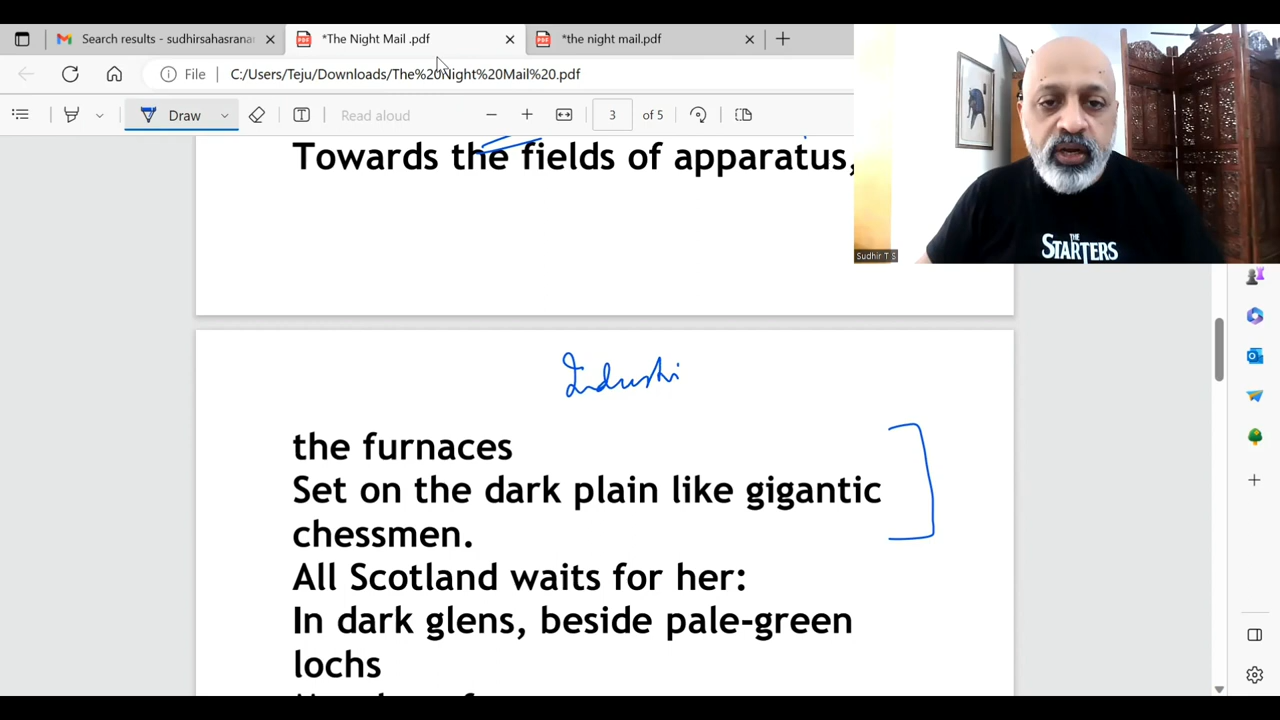 Search results - sudhirsahasrana
*The Night Mail .pdf
*the night mail.pdf
File
C:/Users/Teju/Downloads/The%20Night%20Mail%20.pdf
Draw
Read aloud
3
of 5
Towards the fields of apparatus,
THE
STARTERS
Sudhir T S
Industri
the furnaces
Set on the dark plain like gigantic
chessmen.
All Scotland waits for her:
In dark glens, beside pale-green
lochs